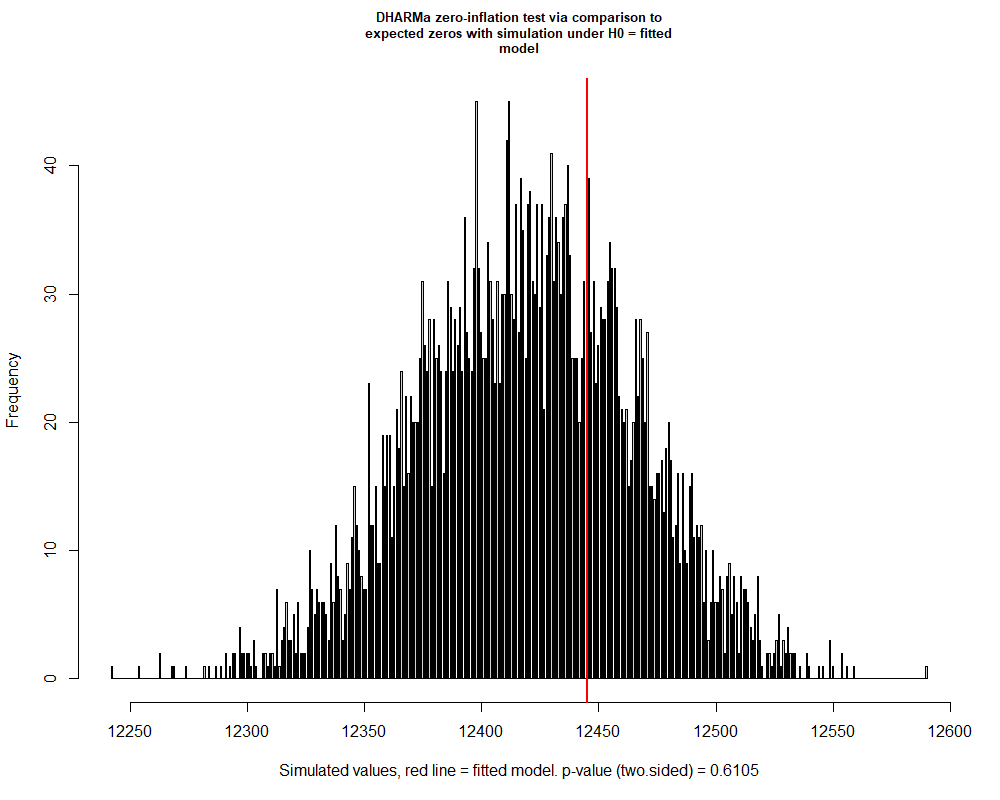 DHARMa zero-inflation test via comparison to
expected zeros with simulation under H0 = fitted
model
Frequency
40
30
20
10
0
12250 12300 12350 12400 12450 12500 12550 12600
Simulated values, red line = fitted model. p-value (two.sided) = 0.6105